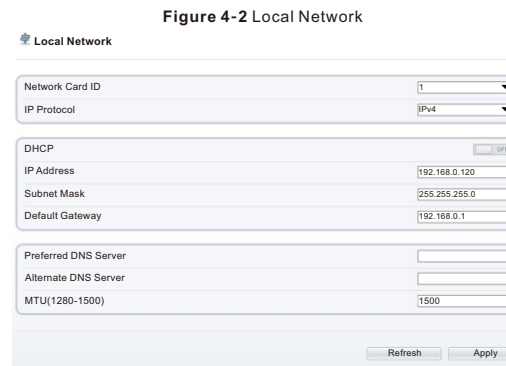 Figure 4-2 Local Network
Local Network
Network Card ID 1
IP Protocol IPv4
DHCP
IP Address 192.168.0.120
Subnet Mask 255.255.255.0
Default Gateway 192.168.0.1
Preferred DNS Server
Alternate DNS Server
MTU(1280-1500) 1500
Refresh Apply